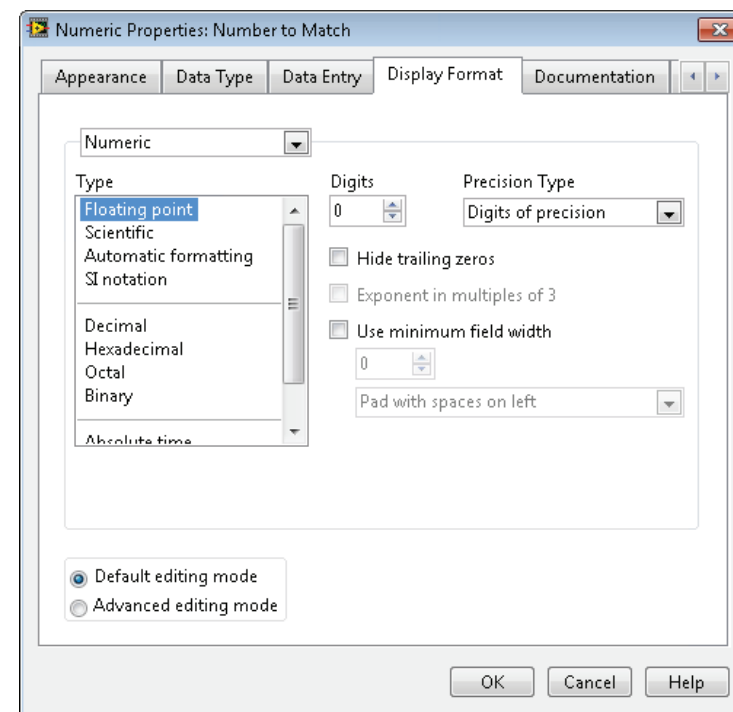 Numeric Properties: Number to Match
Appearance Data Type Data Entry Display Format Documentation
Numeric
Type Digits Precision Type
Floating point 0 Digits of precision
Scientific
Automatic formatting Hide trailing zeros
SI notation
Exponent in multiples of 3
Decimal Use minimum field width
Hexadecimal
Octal 0
Binary Pad with spaces on left
Absolute time
Default editing mode
Advanced editing mode
OK Cancel Help